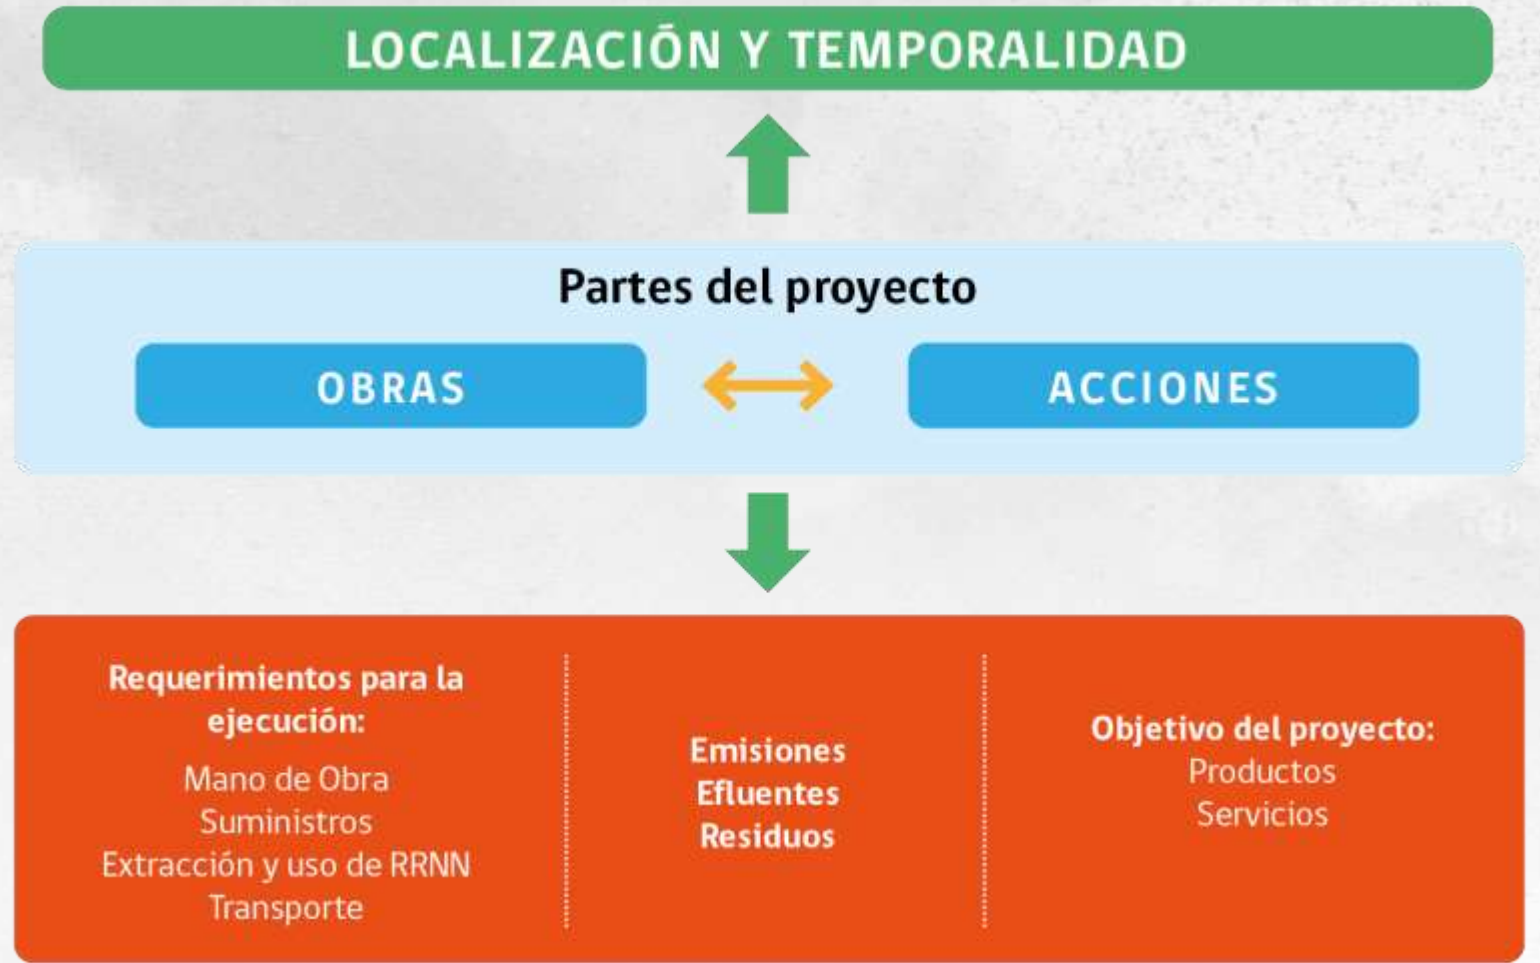 LOCALIZACIÓN Y TEMPORALIDAD
Partes del proyecto
OBRAS
ACCIONES
Requerimientos para la
ejecución:
Mano de Obra
Suministros
Extracción y uso de RRNN
Transporte
Emisiones
Efluentes
Residuos
Objetivo del proyecto:
Productos
Servicios